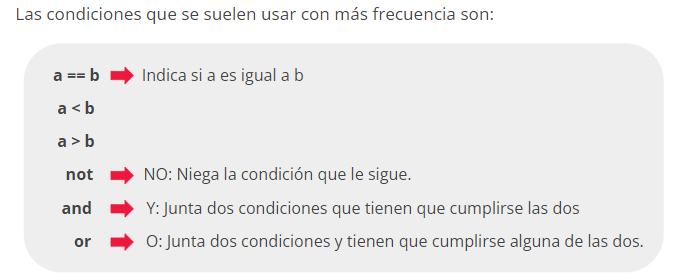 Las condiciones que se suelen usar con más frecuencia son:
a == b Indica si a es igual a b
a < b
a > b
not NO: Niega la condición que le sigue.
and Y: Junta dos condiciones que tienen que cumplirse las dos
or O: Junta dos condiciones y tienen que cumplirse alguna de las dos.